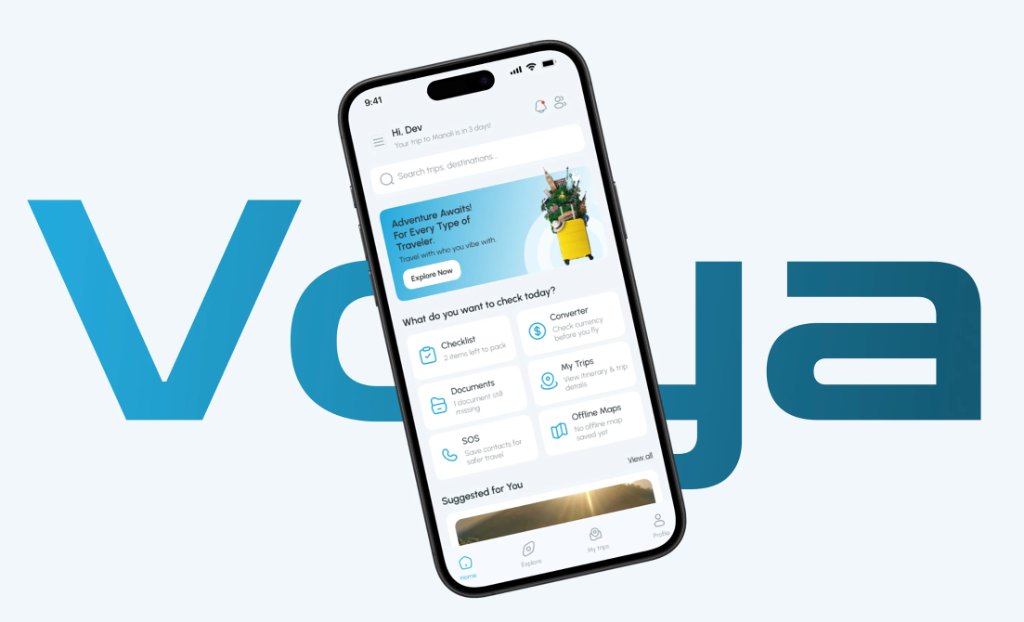 Voya
9:41
Hi, Dev
Your trip to Manali is in 3 days!
Search trips, destinations...
Adventure Awaits!
For Every Type of
Traveler.
Travel with who you vibe with.
Explore Now
What do you want to check today?
Checklist
2 items left to pack
Converter
Check currency
before you fly
Documents
1 document still
missing
My Trips
View itinerary & trip
details
SOS
Save contacts for
safer travel
Offline Maps
No offline map
saved yet
Suggested for You
View all
Home
Explore
My trips
Profile